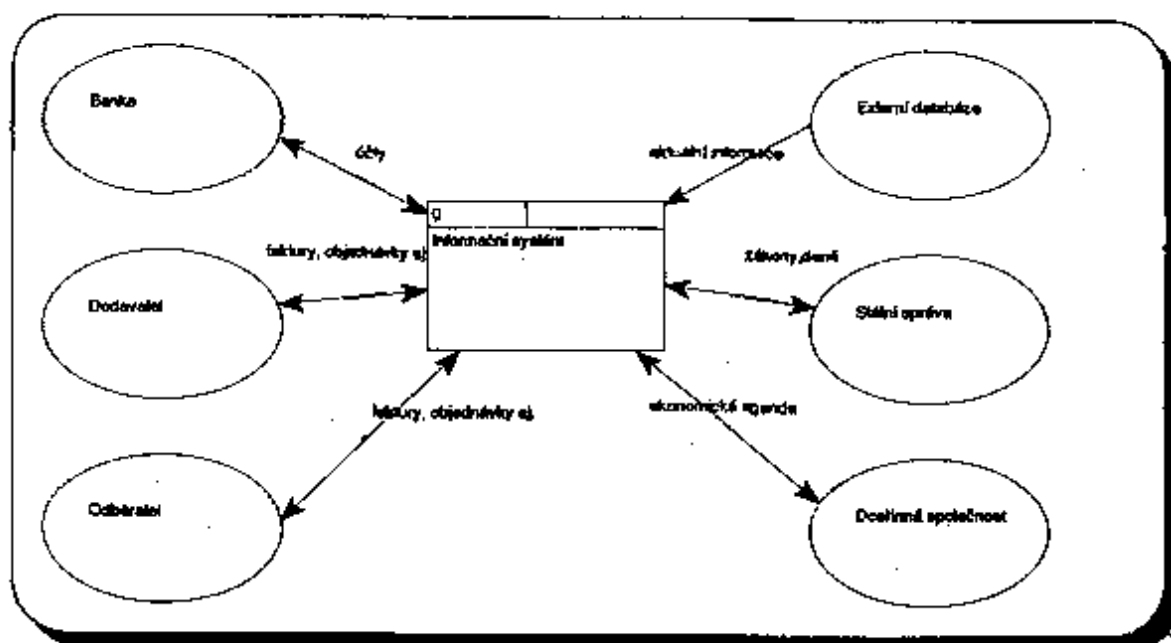 Banka
Externí databáze
účty
aktuální informace
0
Informační systém
faktury, objednávky aj.
zákony, daně
Dodavatel
Státní správa
faktury, objednávky aj.
ekonomická agenda
Odběratel
Dceřinná společnost